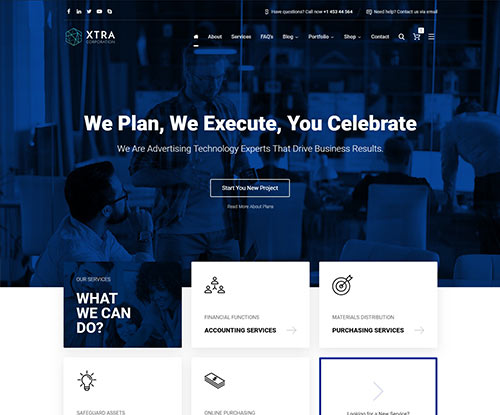 Have questions? Call now +1 453 44 564
Need help? Contact us via email
XTRA
CORPORATION
About
Services
FAQ's
Blog
Portfolio
Shop
Contact
We Plan, We Execute, You Celebrate
We Are Advertising Technology Experts That Drive Business Results.
Start You New Project
Read More About Plans
OUR SERVICES
WHAT
WE CAN
DO?
FINANCIAL FUNCTIONS
ACCOUNTING SERVICES
MATERIALS DISTRIBUTION
PURCHASING SERVICES
SAFEGUARD ASSETS
ONLINE PURCHASING
Looking for a New Service?